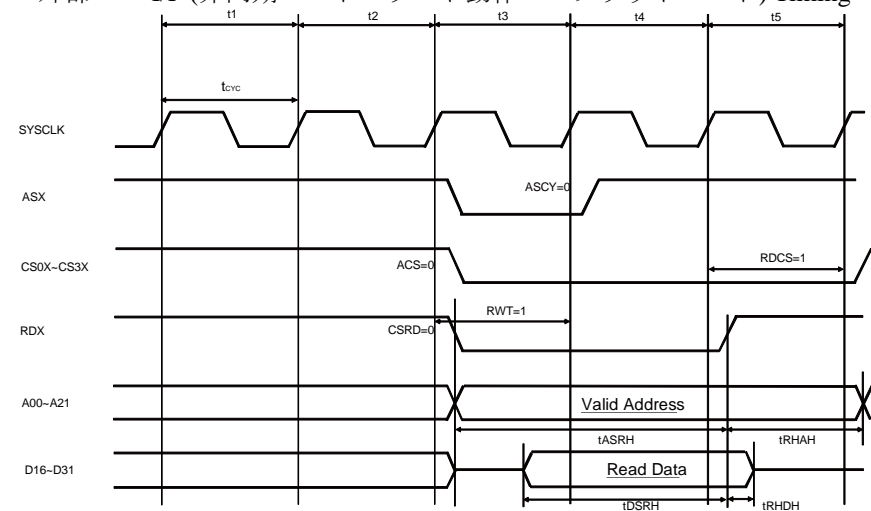 t1 t2 t3 t4 t5
tCYC
SYSCLK
ASX
ASCY=0
CS0X~CS3X
ACS=0
RDCS=1
RDX
CSRD=0
RWT=1
A00~A21
Valid Address
tASRH
tRHAH
D16~D31
Read Data
tDSRH
tRHDH